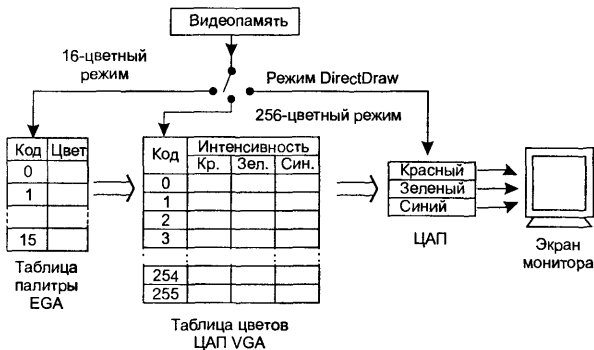 Видеопамять
16-цветный
режим
Режим DirectDraw
256-цветный режим
Код Цвет
0
1
15
Таблица
палитры
EGA
Код
Интенсивность
Кр. Зел. Син.
0
1
2
3
254
255
Таблица цветов
ЦАП VGA
Красный
Зеленый
Синий
ЦАП
Экран
монитора